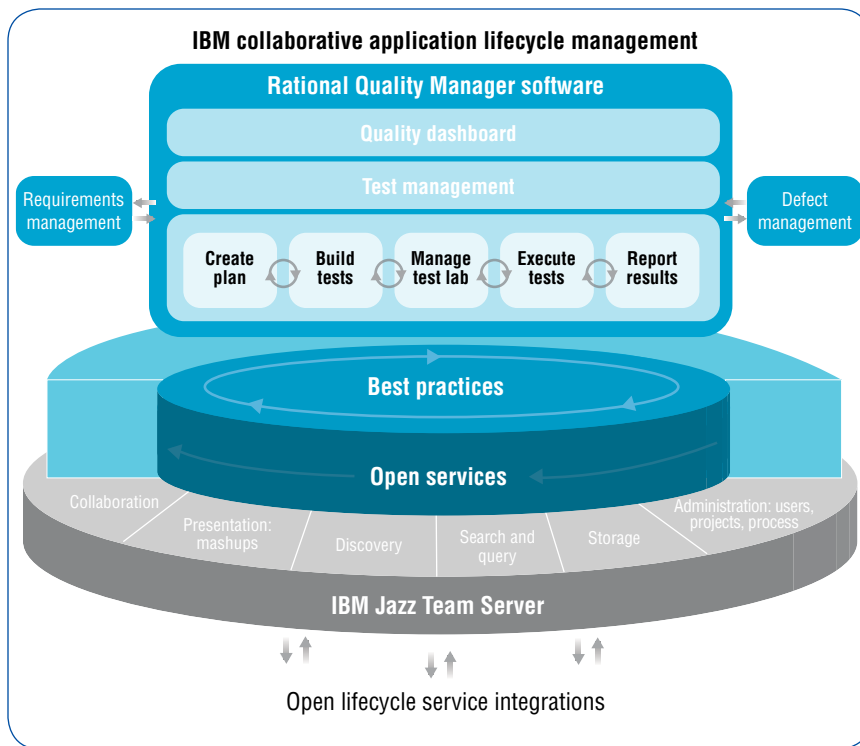 IBM collaborative application lifecycle management
Rational Quality Manager software
Quality dashboard
Test management
Requirements
management
Defect
management
Create
plan
Build
tests
Manage
test lab
Execute
tests
Report
results
Best practices
Open services
Collaboration
Presentation:
mashups
Discovery
Search and
query
Storage
Administration: users,
projects, process
IBM Jazz Team Server
Open lifecycle service integrations